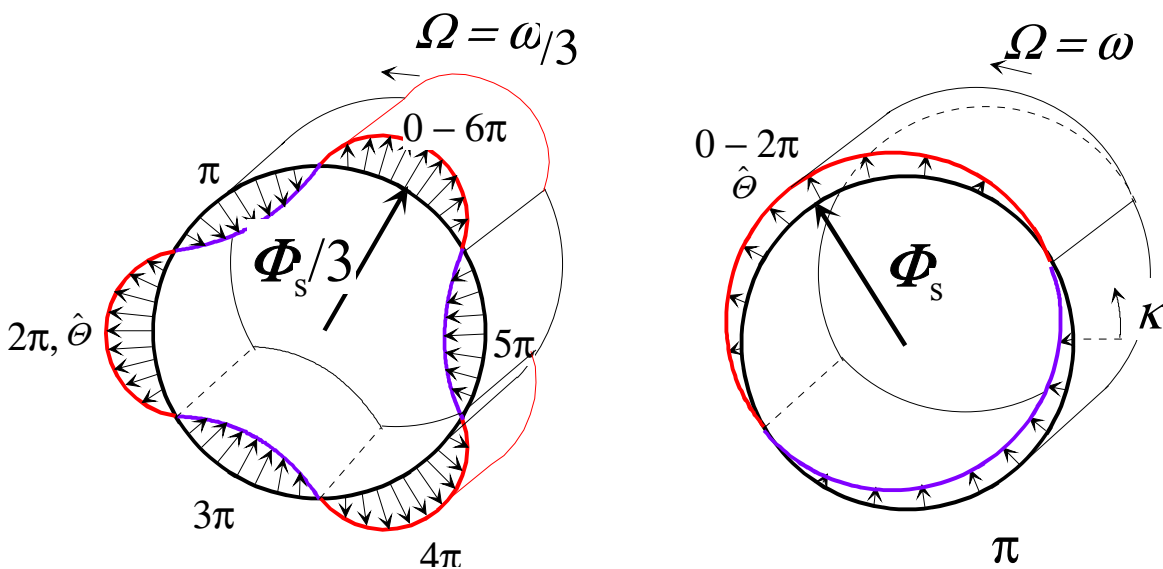 Ω = ω/3
0 – 6π
π
Φs/3
2π, Θ̂
5π
3π
4π
Ω = ω
0 – 2π
Θ̂
Φs
κ
π